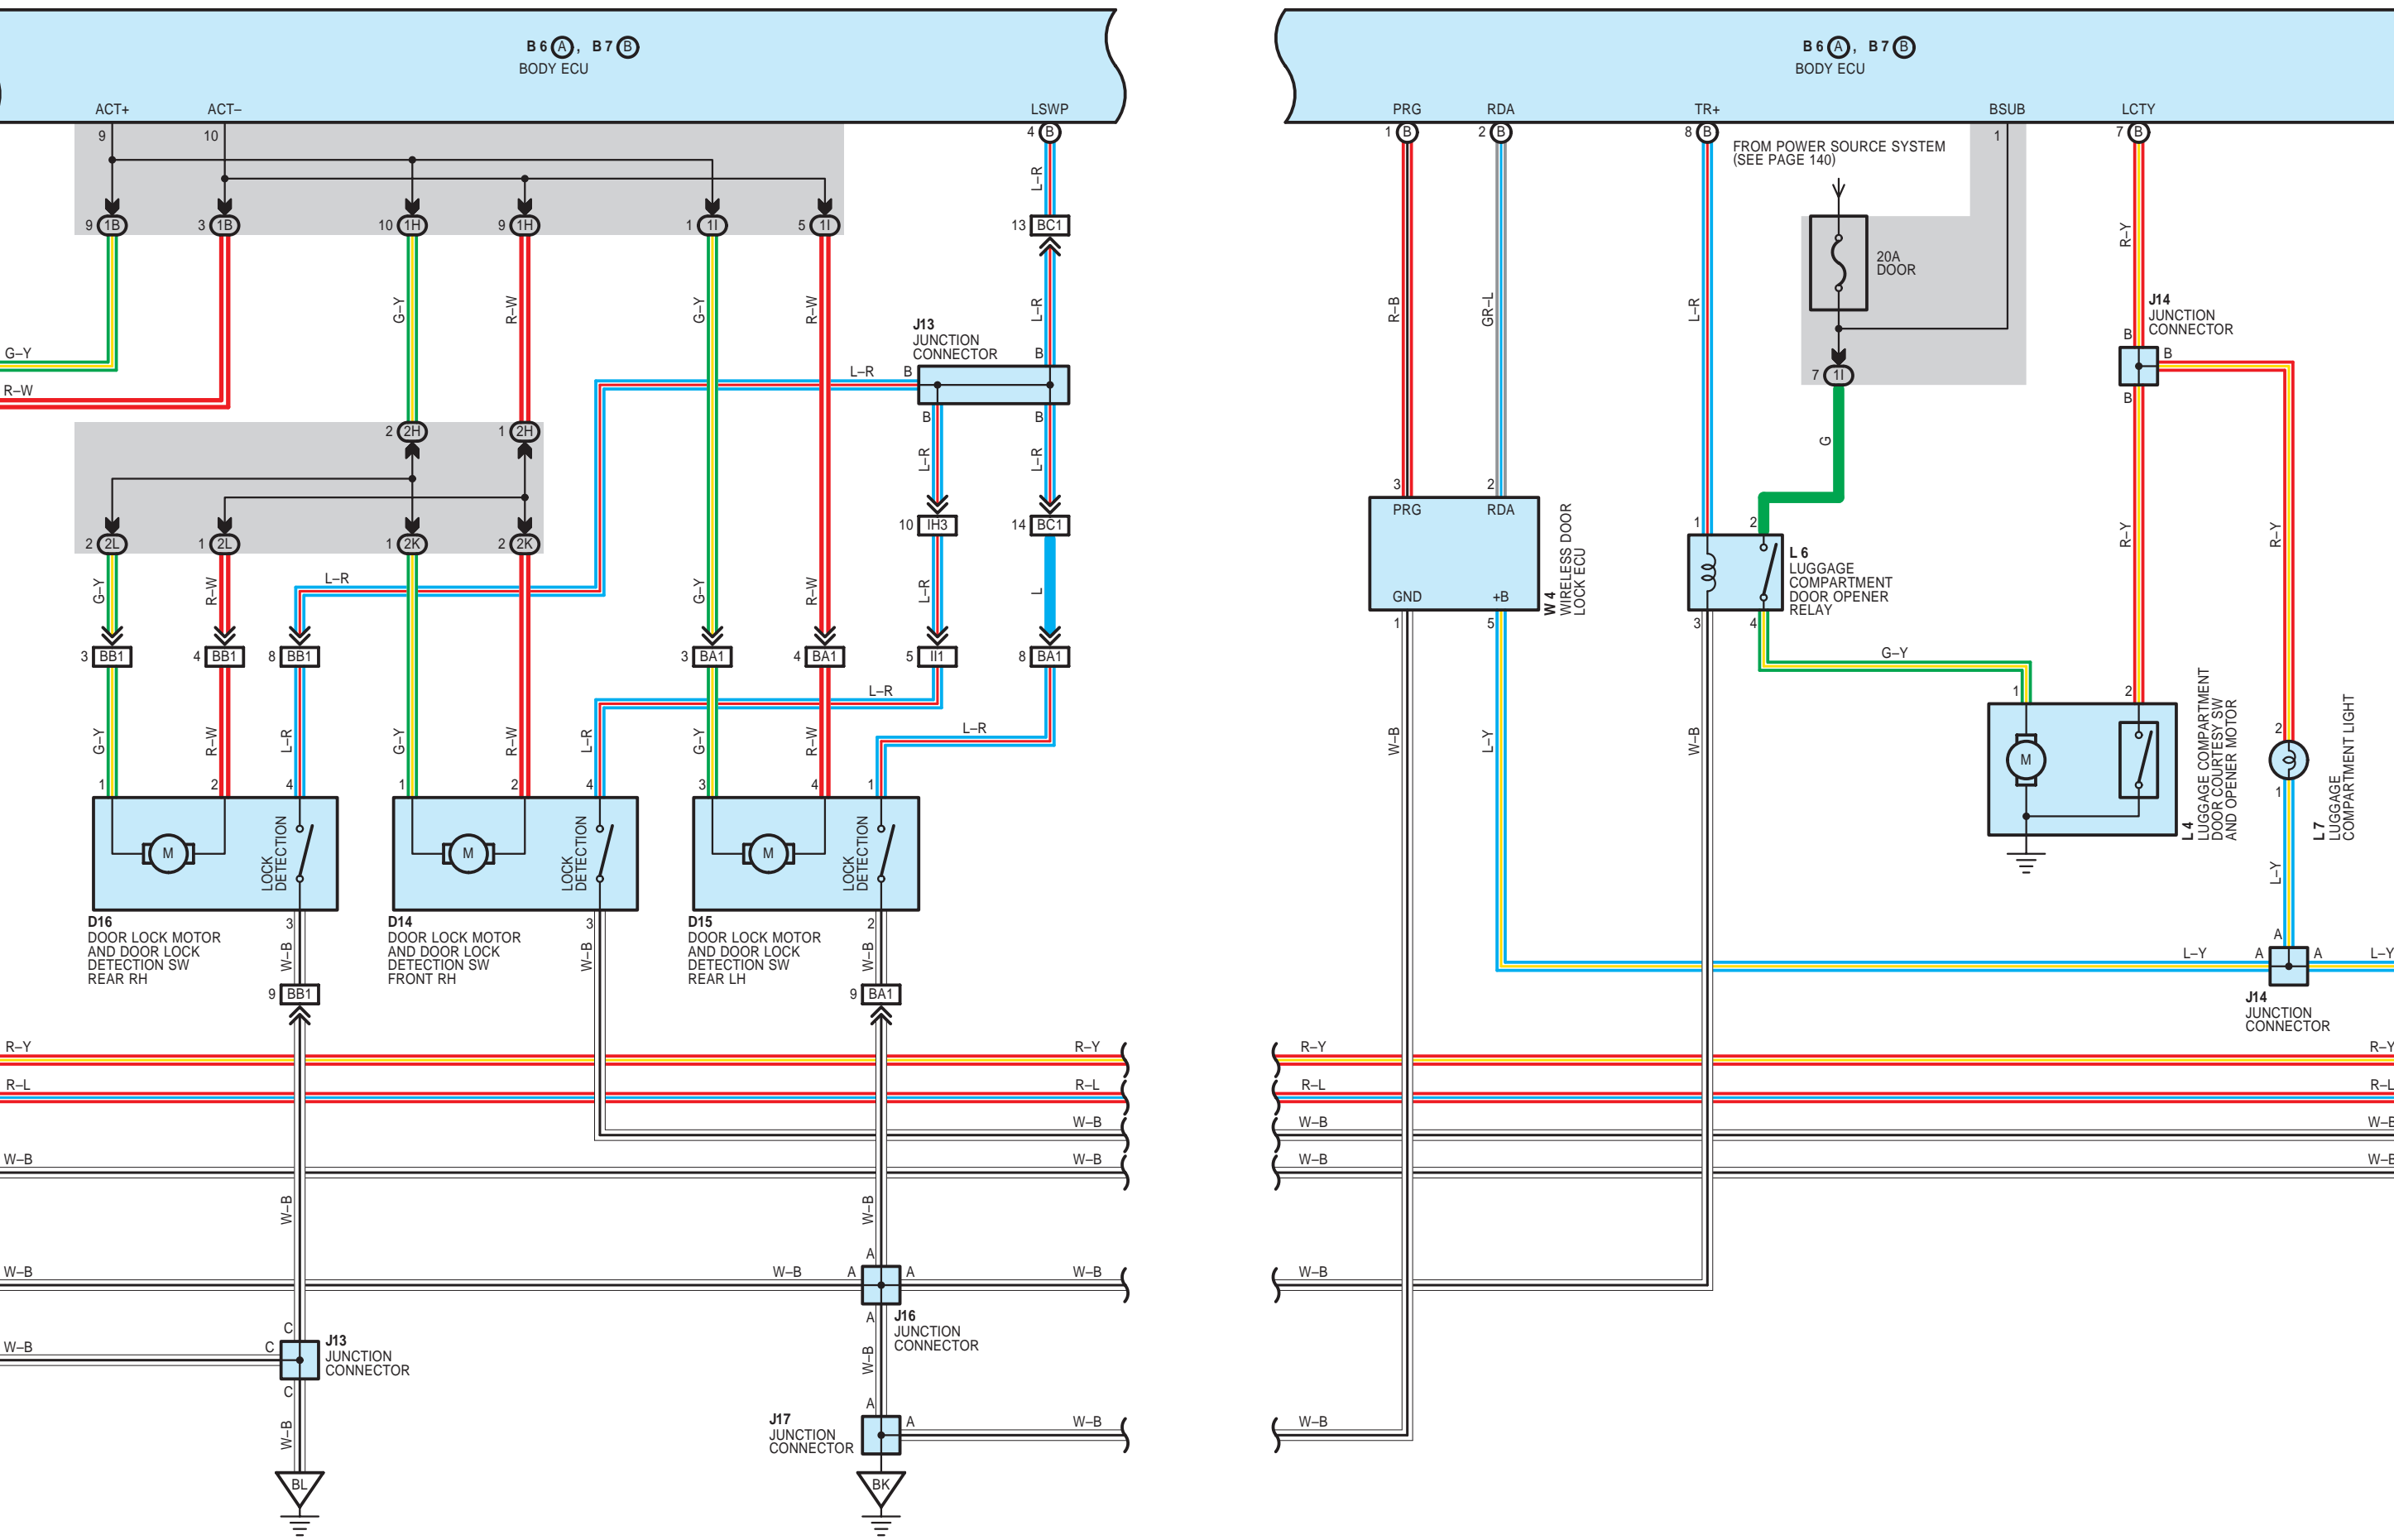 B 6 A , B 7 B
BODY ECU
B 6 A , B 7 B
BODY ECU
ACT+
ACT–
LSWP
PRG
RDA
TR+
BSUB
LCTY
9
10
4 B
1 B
2 B
8 B
1
7 B
FROM POWER SOURCE SYSTEM
(SEE PAGE 140)
L–R
9 1B
3 1B
10 1H
9 1H
1 1I
5 1I
13 BC1
R–Y
20A
DOOR
G–Y
R–W
G–Y
R–W
L–R
R–B
GR–L
L–R
J14
JUNCTION
CONNECTOR
J13
JUNCTION
CONNECTOR
B
B
B
G–Y
L–R
B
7 1I
R–W
B
B
B
2 2H
1 2H
G
L–R
L–R
3
2
PRG
RDA
1
2
10 IH3
14 BC1
R–Y
R–Y
2 2L
1 2L
1 2K
2 2K
W 4
WIRELESS DOOR
LOCK ECU
L 6
LUGGAGE
COMPARTMENT
DOOR OPENER
RELAY
L–R
G–Y
R–W
G–Y
R–W
L–R
L
GND
+B
1
5
3
4
3 BB1
4 BB1
8 BB1
3 BA1
4 BA1
5 II1
8 BA1
G–Y
L–R
1
2
L–R
G–Y
R–W
L–R
G–Y
R–W
L–R
G–Y
R–W
W–B
L–Y
W–B
2
1
2
4
1
2
4
3
4
1
M
1
L 4
LUGGAGE COMPARTMENT
DOOR COURTESY SW
AND OPENER MOTOR
L 7
LUGGAGE
COMPARTMENT LIGHT
M
LOCK
DETECTION
M
LOCK
DETECTION
M
LOCK
DETECTION
L–Y
D16
DOOR LOCK MOTOR
AND DOOR LOCK
DETECTION SW
REAR RH
3
W–B
D14
DOOR LOCK MOTOR
AND DOOR LOCK
DETECTION SW
FRONT RH
3
W–B
D15
DOOR LOCK MOTOR
AND DOOR LOCK
DETECTION SW
REAR LH
2
W–B
A
L–Y
A
A
L–Y
9 BB1
9 BA1
J14
JUNCTION
CONNECTOR
R–Y
R–Y
R–Y
R–Y
R–L
R–L
R–L
R–L
W–B
W–B
W–B
W–B
W–B
W–B
W–B
W–B
W–B
A
W–B
W–B
A
A
W–B
W–B
A
J16
JUNCTION
CONNECTOR
C
W–B
C
J13
JUNCTION
CONNECTOR
W–B
C
A
W–B
J17
JUNCTION
CONNECTOR
A
W–B
W–B
BL
BK